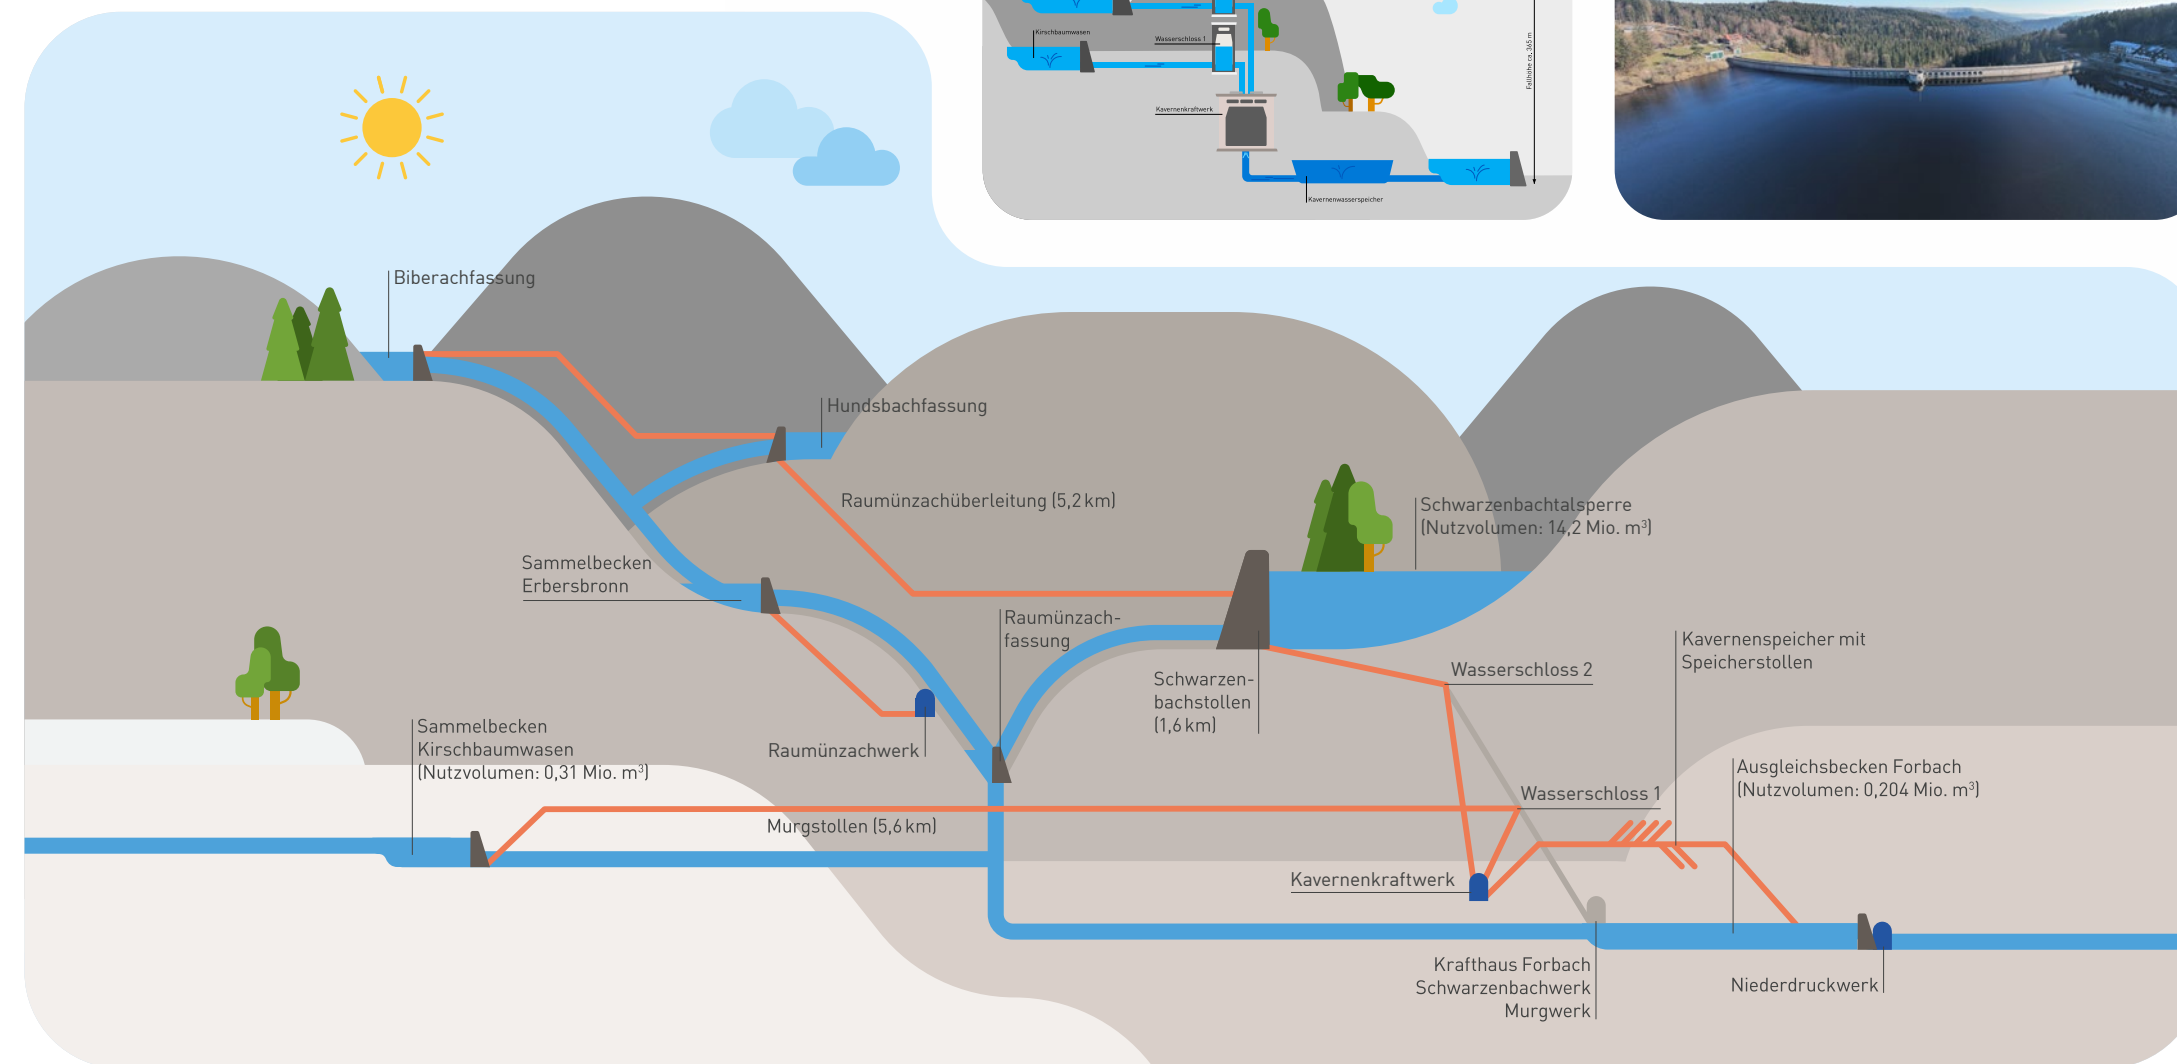 Kirschbaumwasen
Wasserschloss 1
Kavernenkraftwerk
Kavernenwasserspeicher
Fallhöhe ca. 365 m
Biberachfassung
Hundsbachfassung
Raumünzachüberleitung (5,2 km)
Schwarzenbachtalsperre
(Nutzvolumen: 14,2 Mio. m³)
Sammelbecken
Erbersbronn
Raumünzach-
fassung
Schwarzen-
bachstollen
(1,6 km)
Wasserschloss 2
Kavernenspeicher mit
Speicherstollen
Sammelbecken
Kirschbaumwasen
(Nutzvolumen: 0,31 Mio. m³)
Raumünzachwerk
Murgstollen (5,6 km)
Wasserschloss 1
Ausgleichsbecken Forbach
(Nutzvolumen: 0,204 Mio. m³)
Kavernenkraftwerk
Krafthaus Forbach
Schwarzenbachwerk
Murgwerk
Niederdruckwerk